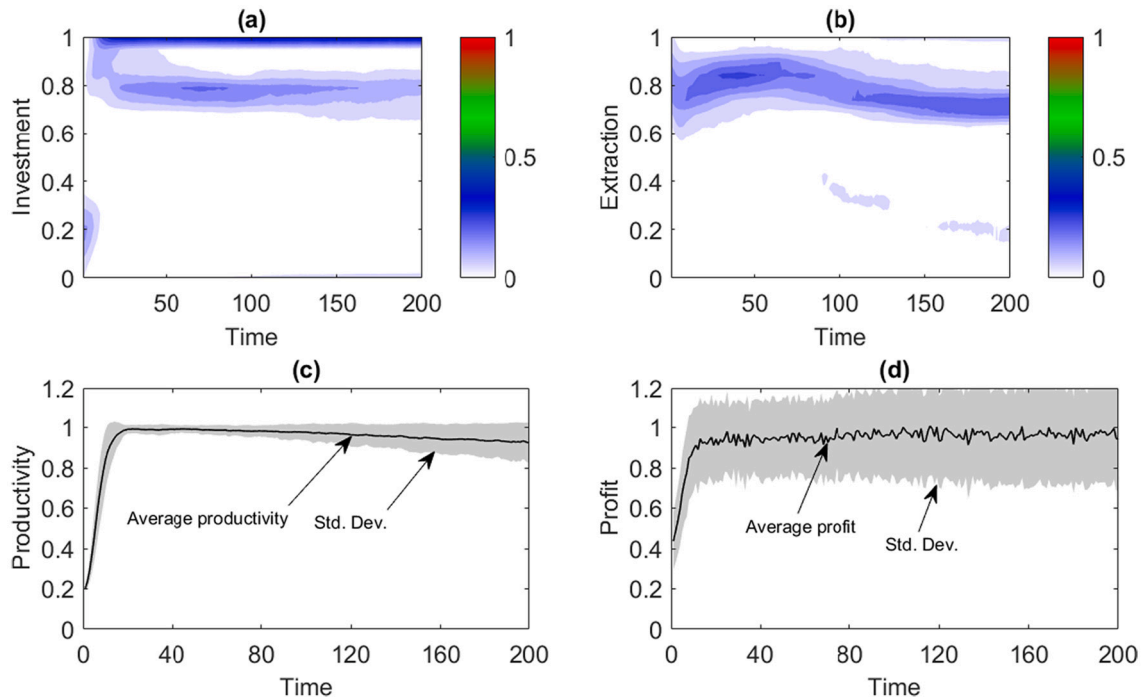 (a)
1
0.8
0.6
0.4
0.2
0
Investment
50 100 150 200
Time
1
0.5
0
(b)
1
0.8
0.6
0.4
0.2
0
Extraction
50 100 150 200
Time
1
0.5
0
(c)
1.2
1
0.8
0.6
0.4
0.2
0
Productivity
Average productivity
Std. Dev.
0 40 80 120 160 200
Time
(d)
1.2
1
0.8
0.6
0.4
0.2
0
Profit
Average profit
Std. Dev.
0 40 80 120 160 200
Time